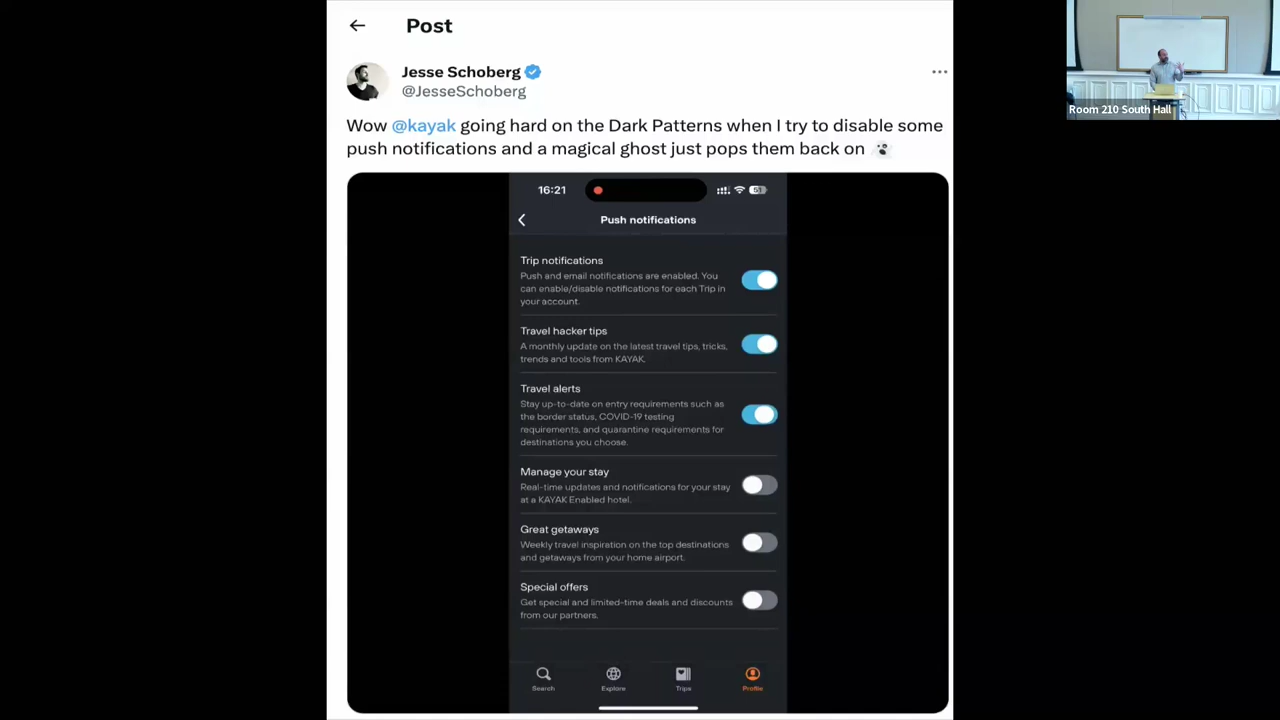 Post
Jesse Schoberg
@JesseSchoberg
Wow @kayak going hard on the Dark Patterns when I try to disable some
push notifications and a magical ghost just pops them back on
16:21
Push notifications
Trip notifications
Push and email notifications are enabled. You
can enable/disable notifications for each Trip in
your account.
Travel hacker tips
A monthly update on the latest travel tips, tricks,
trends and tools from KAYAK.
Travel alerts
Stay up-to-date on entry requirements such as
the border status, COVID-19 testing
requirements, and quarantine requirements for
destinations you choose.
Manage your stay
Real-time updates and notifications for your stay
at a KAYAK Enabled hotel.
Great getaways
Weekly travel inspiration on the top destinations
and getaways from your home airport.
Special offers
Get special and limited-time deals and discounts
from our partners.
Search Explore Trips Profile
Room 210 South Hall